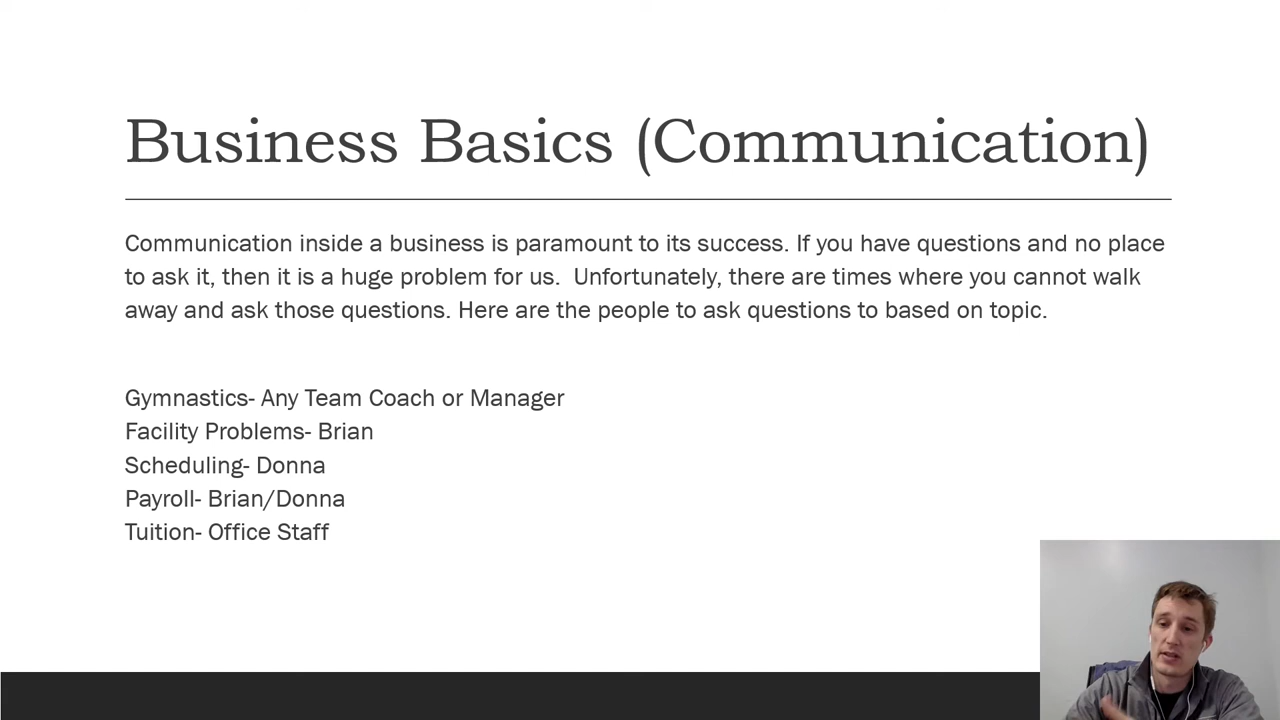 Business Basics (Communication)
Communication inside a business is paramount to its success. If you have questions and no place
to ask it, then it is a huge problem for us.  Unfortunately, there are times where you cannot walk
away and ask those questions. Here are the people to ask questions to based on topic.
Gymnastics- Any Team Coach or Manager
Facility Problems- Brian
Scheduling- Donna
Payroll- Brian/Donna
Tuition- Office Staff